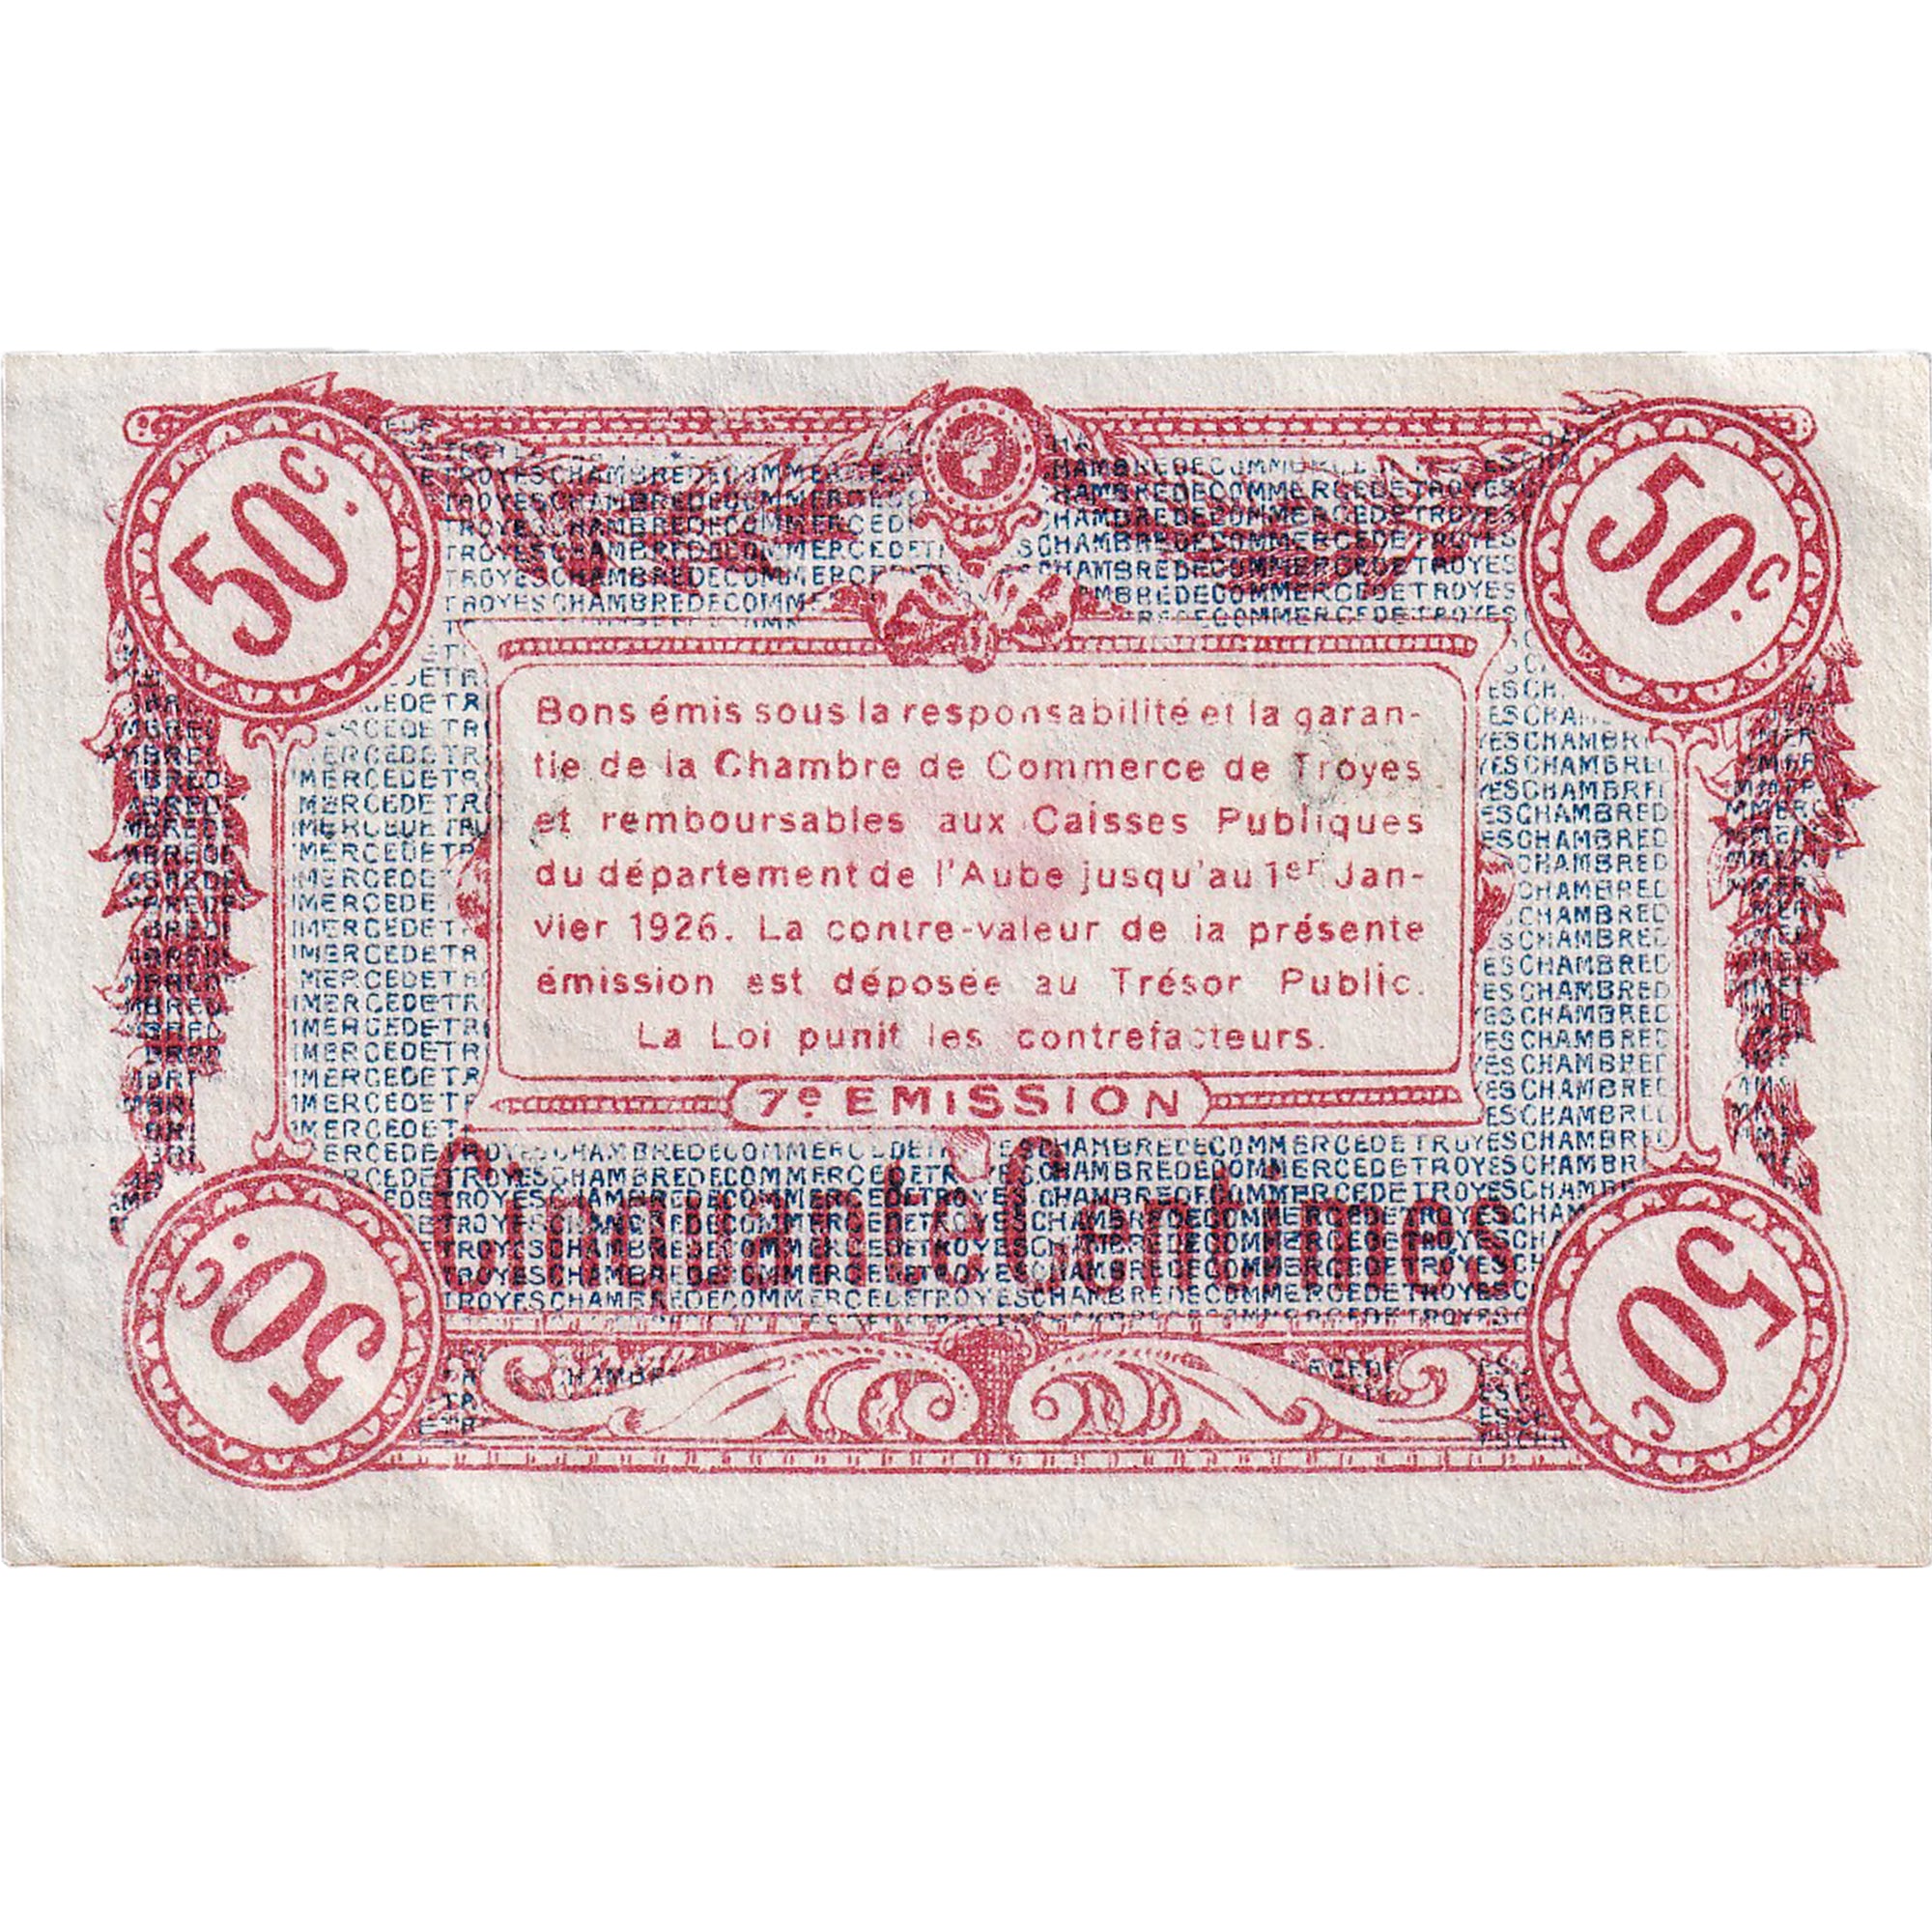 50c.
50c.
Bons émis sous la responsabilité et la garan-
tie de la Chambre de Commerce de Troyes
et remboursables aux Caisses Publiques
du département de l'Aube jusqu'au 1er Jan-
vier 1926. La contre-valeur de la présente
émission est déposée au Trésor Public.
La Loi punit les contrefacteurs.
7e EMISSION
Cinquante Centimes
50c.
50c